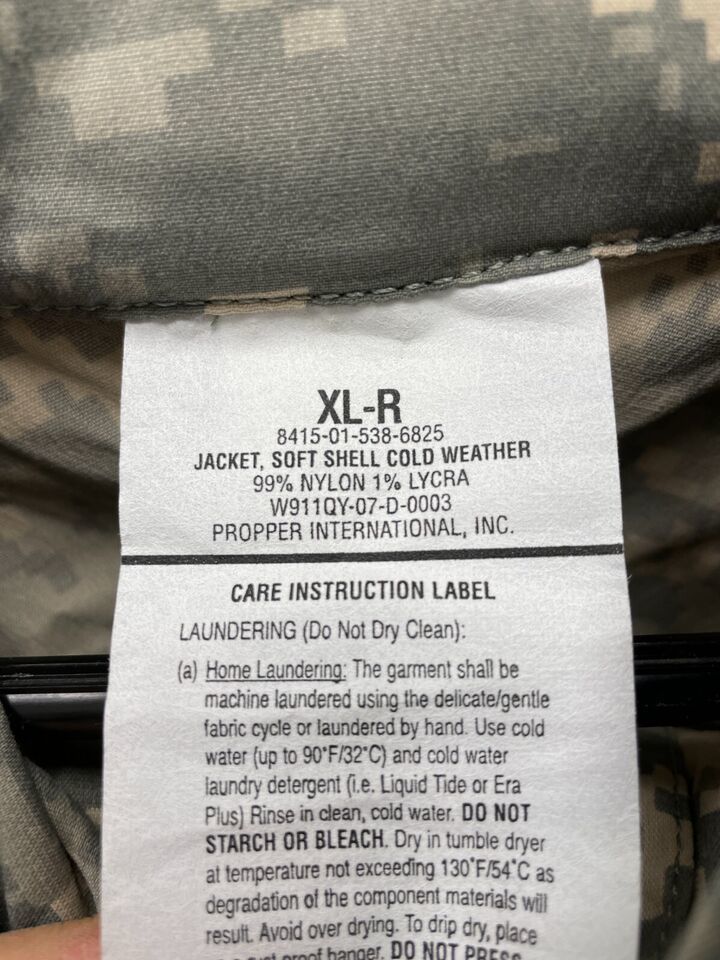 XL-R
8415-01-538-6825
JACKET, SOFT SHELL COLD WEATHER
99% NYLON 1% LYCRA
W911QY-07-D-0003
PROPPER INTERNATIONAL, INC.
CARE INSTRUCTION LABEL
LAUNDERING (Do Not Dry Clean):
(a) Home Laundering: The garment shall be
machine laundered using the delicate/gentle
fabric cycle or laundered by hand. Use cold
water (up to 90°F/32°C) and cold water
laundry detergent (i.e. Liquid Tide or Era
Plus) Rinse in clean, cold water. DO NOT
STARCH OR BLEACH. Dry in tumble dryer
at temperature not exceeding 130°F/54°C as
degradation of the component materials will
result. Avoid over drying. To drip dry, place
proof hanger. DO NOT PRESS